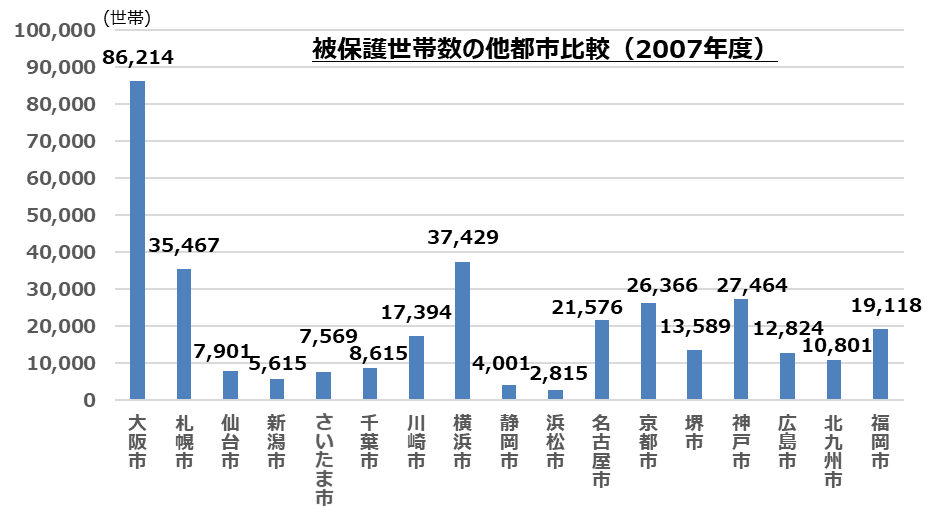 (世帯)
被保護世帯数の他都市比較（2007年度）
100,000
90,000
80,000
70,000
60,000
50,000
40,000
30,000
20,000
10,000
0
86,214
35,467
7,901
5,615
7,569
8,615
17,394
37,429
4,001
2,815
21,576
26,366
13,589
27,464
12,824
10,801
19,118
大阪市
札幌市
仙台市
新潟市
さいたま市
千葉市
川崎市
横浜市
静岡市
浜松市
名古屋市
京都市
堺市
神戸市
広島市
北九州市
福岡市